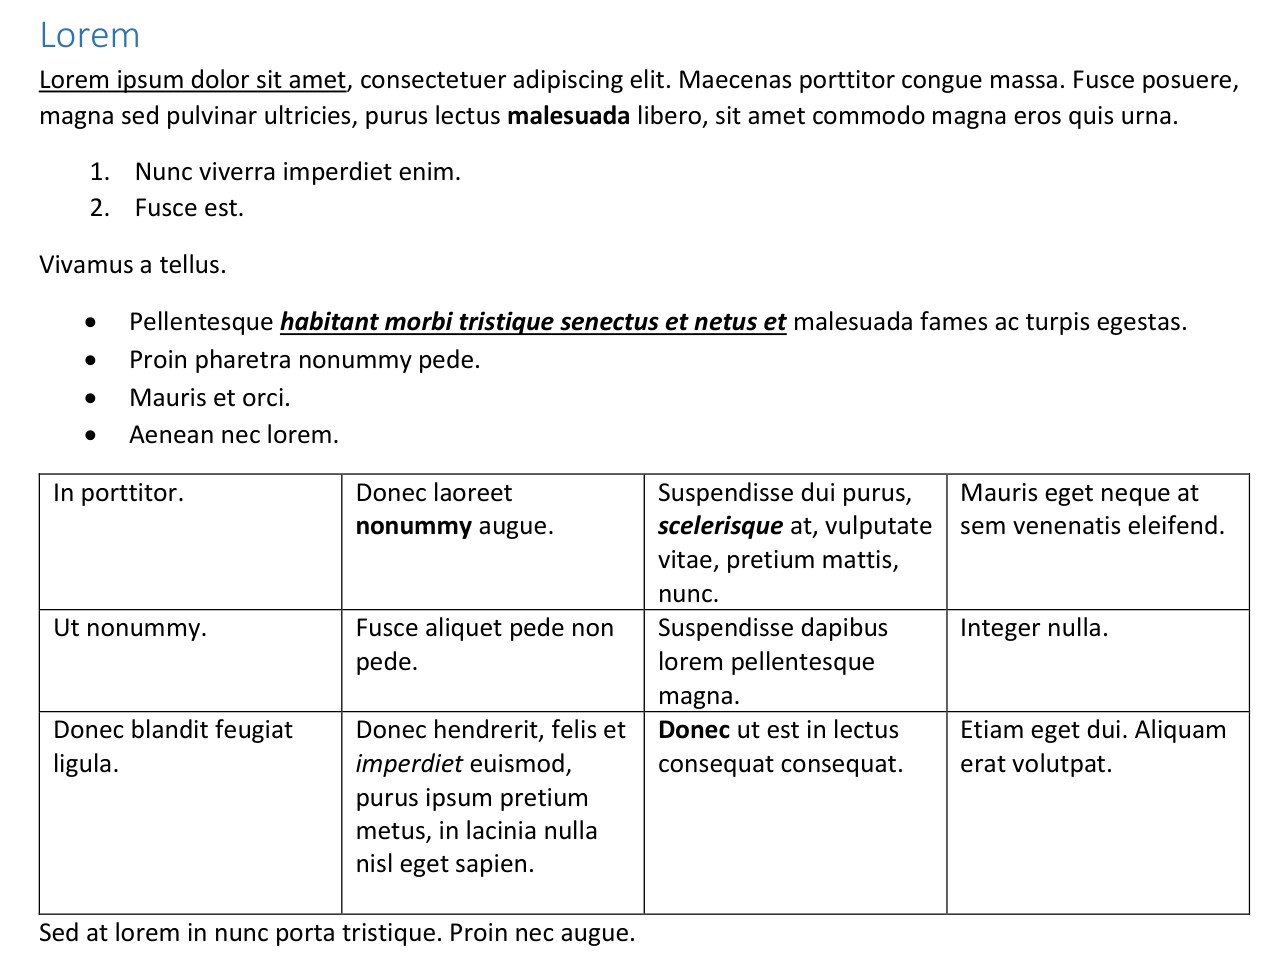 Lorem
Lorem ipsum dolor sit amet, consectetuer adipiscing elit. Maecenas porttitor congue massa. Fusce posuere,
magna sed pulvinar ultricies, purus lectus malesuada libero, sit amet commodo magna eros quis urna.
1. Nunc viverra imperdiet enim.
2. Fusce est.
Vivamus a tellus.
• Pellentesque habitant morbi tristique senectus et netus et malesuada fames ac turpis egestas.
• Proin pharetra nonummy pede.
• Mauris et orci.
• Aenean nec lorem.
In porttitor.
Donec laoreet
nonummy augue.
Suspendisse dui purus,
scelerisque at, vulputate
vitae, pretium mattis,
nunc.
Mauris eget neque at
sem venenatis eleifend.
Ut nonummy.
Fusce aliquet pede non
pede.
Suspendisse dapibus
lorem pellentesque
magna.
Integer nulla.
Donec blandit feugiat
ligula.
Donec hendrerit, felis et
imperdiet euismod,
purus ipsum pretium
metus, in lacinia nulla
nisl eget sapien.
Donec ut est in lectus
consequat consequat.
Etiam eget dui. Aliquam
erat volutpat.
Sed at lorem in nunc porta tristique. Proin nec augue.